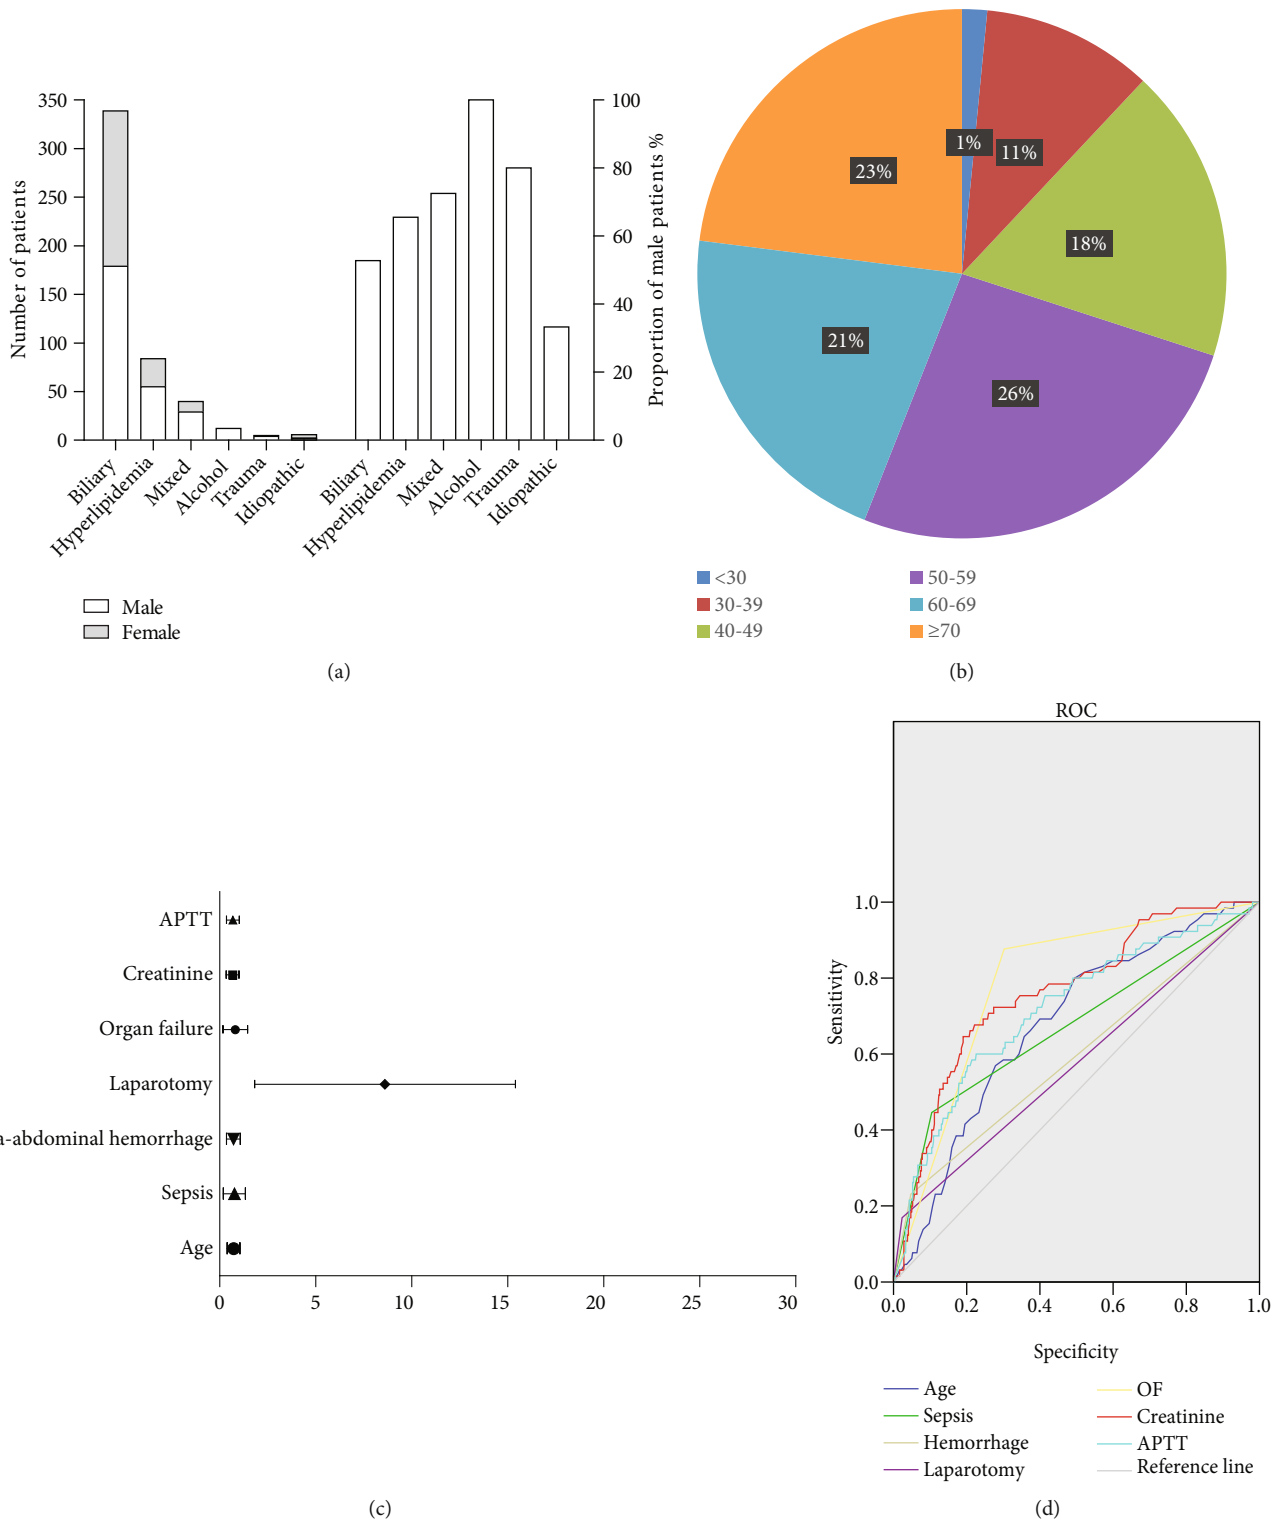 350
300
250
200
150
100
50
0
Number of patients
100
80
60
40
20
0
Proportion of male patients %
Biliary
Hyperlipidemia
Mixed
Alcohol
Trauma
Idiopathic
Biliary
Hyperlipidemia
Mixed
Alcohol
Trauma
Idiopathic
Male
Female
(a)
1%
11%
23%
18%
21%
26%
<30
30-39
40-49
50-59
60-69
≥70
(b)
APTT
Creatinine
Organ failure
Laparotomy
a-abdominal hemorrhage
Sepsis
Age
0 5 10 15 20 25 30
(c)
ROC
1.0
0.8
0.6
0.4
0.2
0.0
Sensitivity
0.0 0.2 0.4 0.6 0.8 1.0
Specificity
Age
Sepsis
Hemorrhage
Laparotomy
OF
Creatinine
APTT
Reference line
(d)